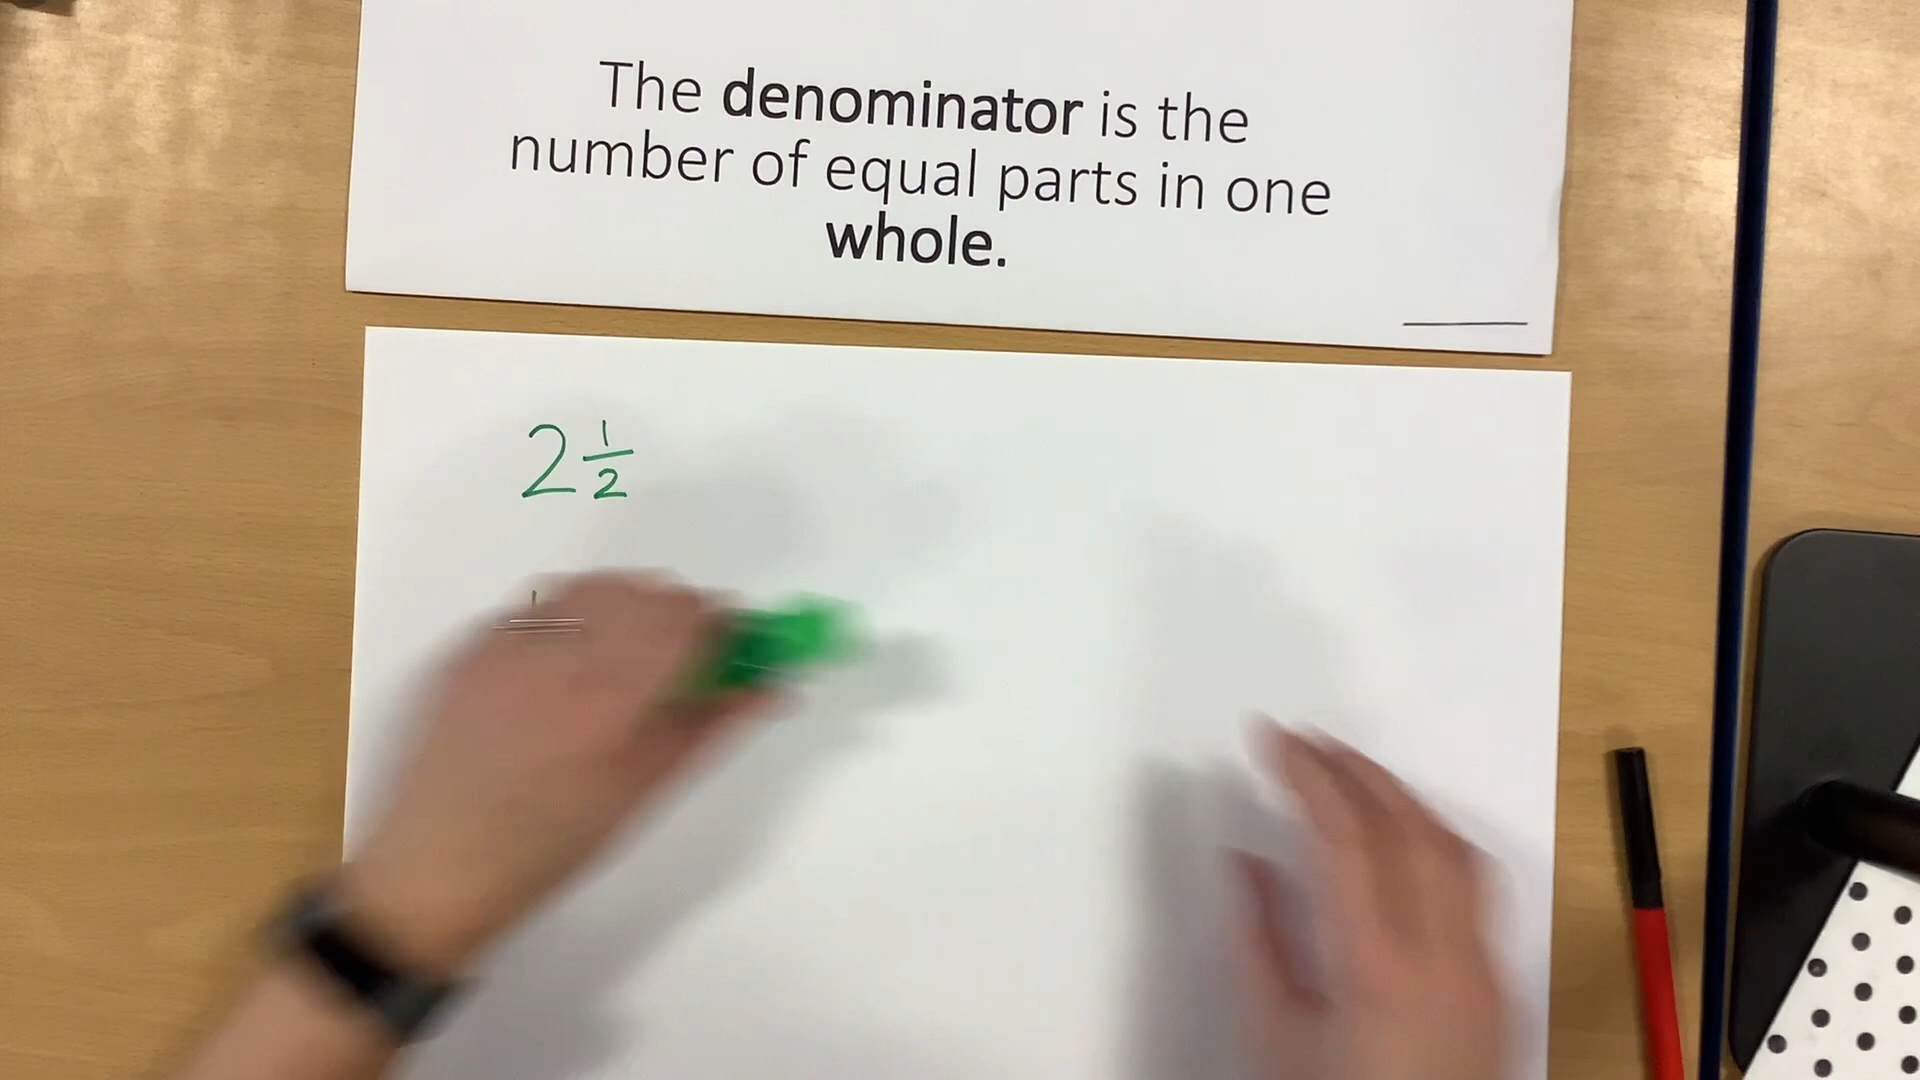 The denominator is the
number of equal parts in one
whole.
2 1/2